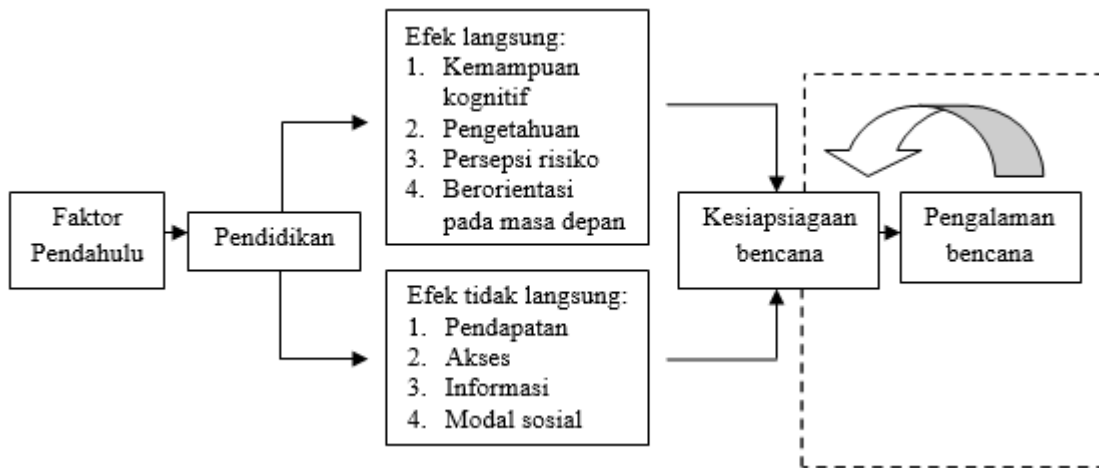 Faktor
Pendahulu
Pendidikan
Efek langsung:
1. Kemampuan
kognitif
2. Pengetahuan
3. Persepsi risiko
4. Berorientasi
pada masa depan
Efek tidak langsung:
1. Pendapatan
2. Akses
3. Informasi
4. Modal sosial
Kesiapsiagaan
bencana
Pengalaman
bencana